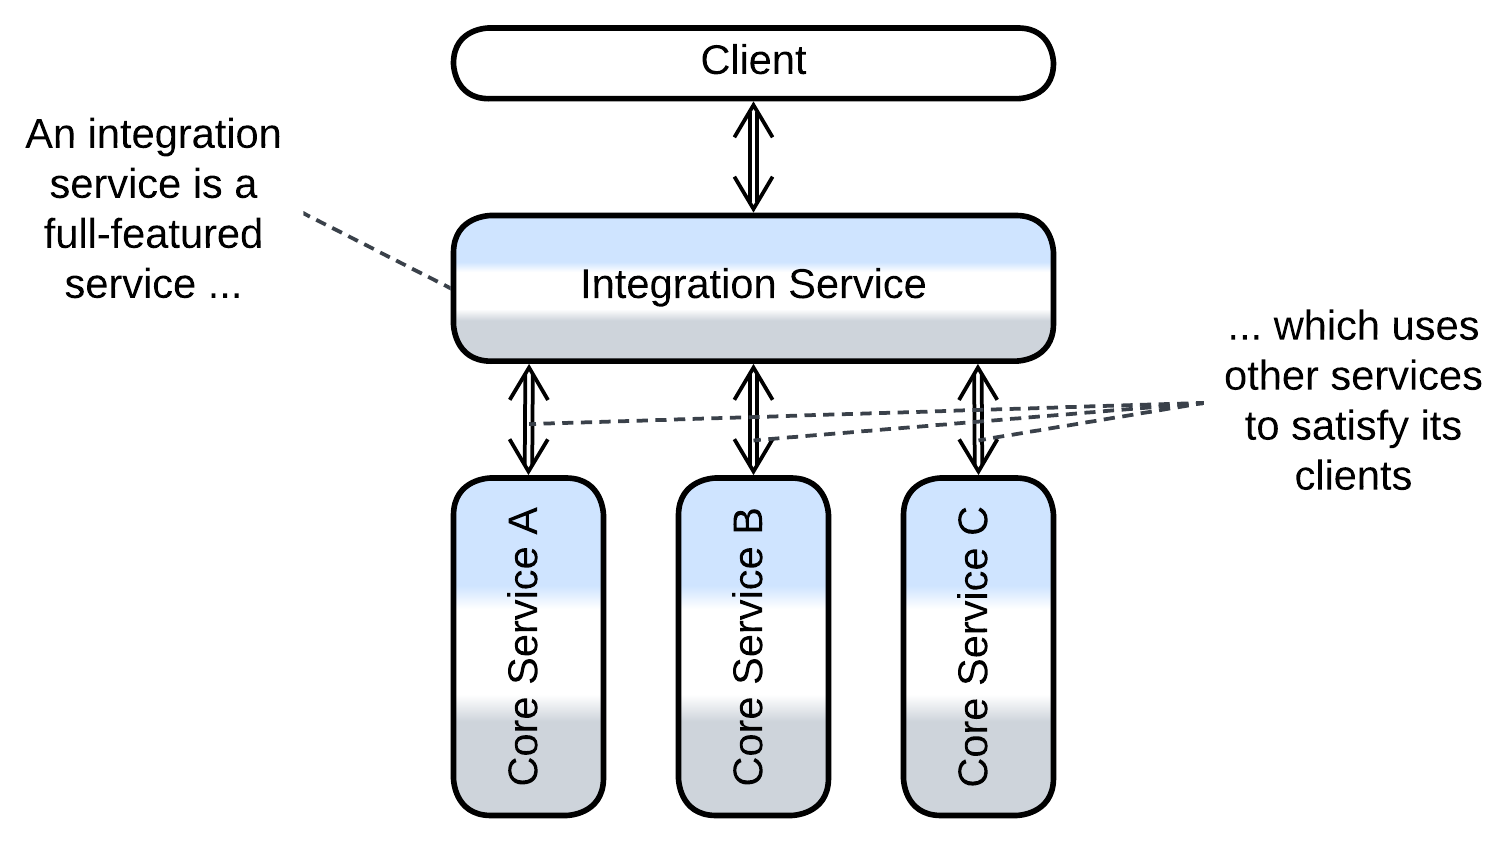 Client
An integration
service is a
full-featured
service ...
Integration Service
... which uses
other services
to satisfy its
clients
Core Service A
Core Service B
Core Service C